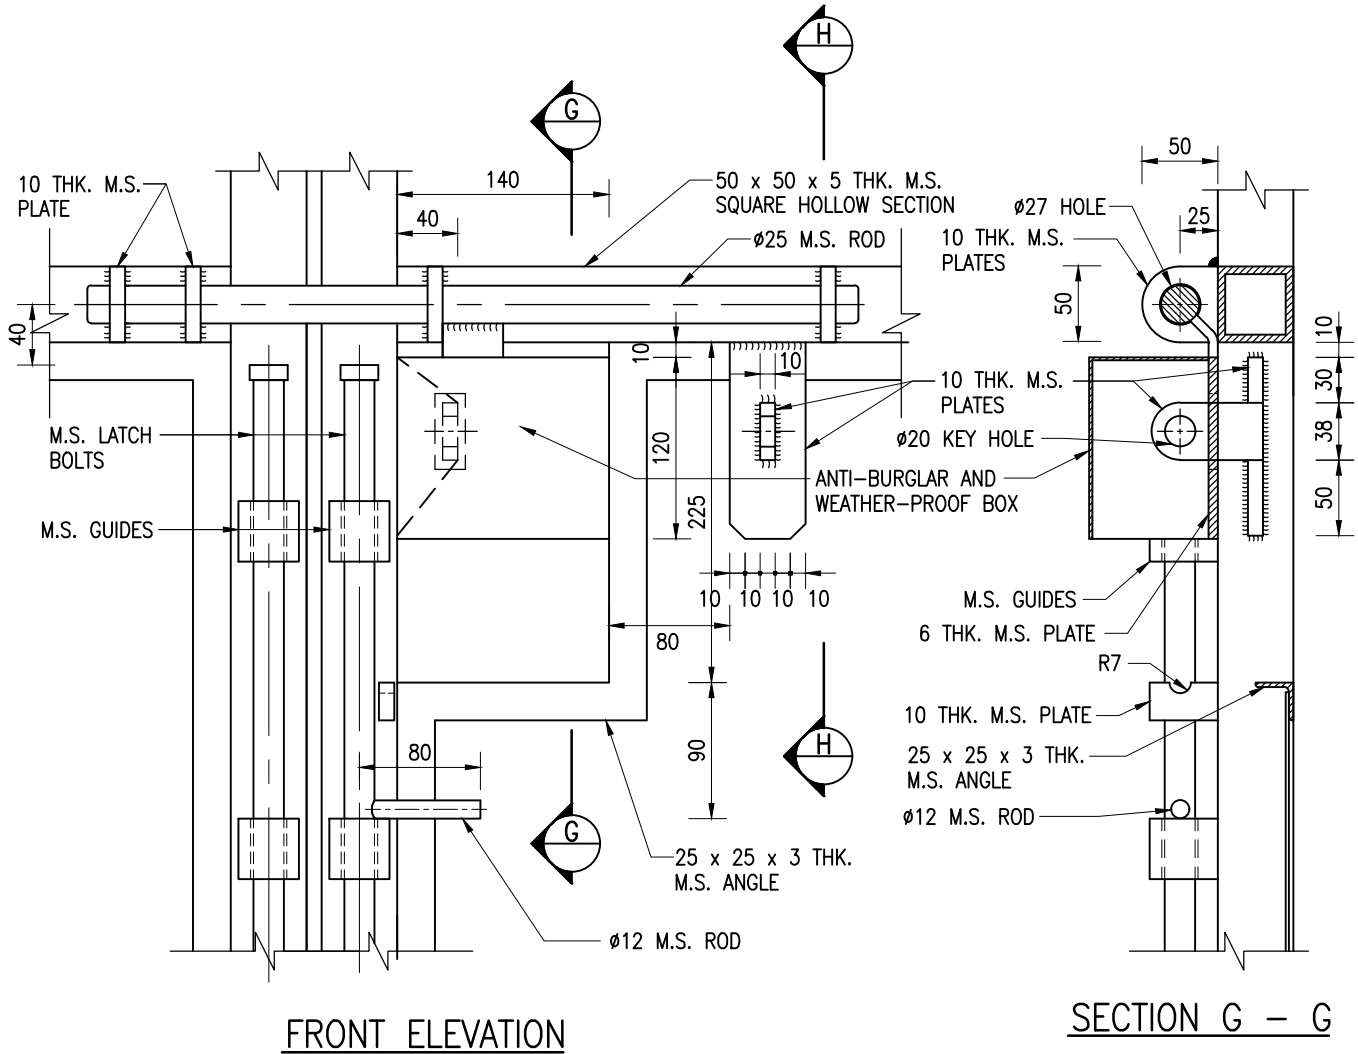 H
G
50
10 THK. M.S.
PLATE
140
50 x 50 x 5 THK. M.S.
SQUARE HOLLOW SECTION
ø27 HOLE
40
25
ø25 M.S. ROD
10 THK. M.S.
PLATES
50
40
10
10
10
10 THK. M.S.
PLATES
30
M.S. LATCH
BOLTS
120
ø20 KEY HOLE
38
ANTI-BURGLAR AND
WEATHER-PROOF BOX
50
M.S. GUIDES
225
10 10 10 10
M.S. GUIDES
80
6 THK. M.S. PLATE
R7
10 THK. M.S. PLATE
80
90
H
25 x 25 x 3 THK.
M.S. ANGLE
ø12 M.S. ROD
G
25 x 25 x 3 THK.
M.S. ANGLE
ø12 M.S. ROD
FRONT ELEVATION
SECTION G - G